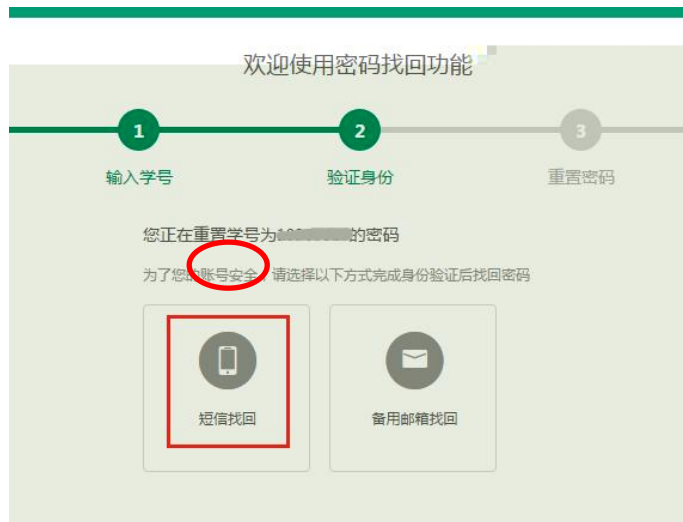 欢迎使用密码找回功能
1
2
3
输入学号
验证身份
重置密码
您正在重置学号为 的密码
为了您的账号安全，请选择以下方式完成身份验证后找回密码
短信找回
备用邮箱找回